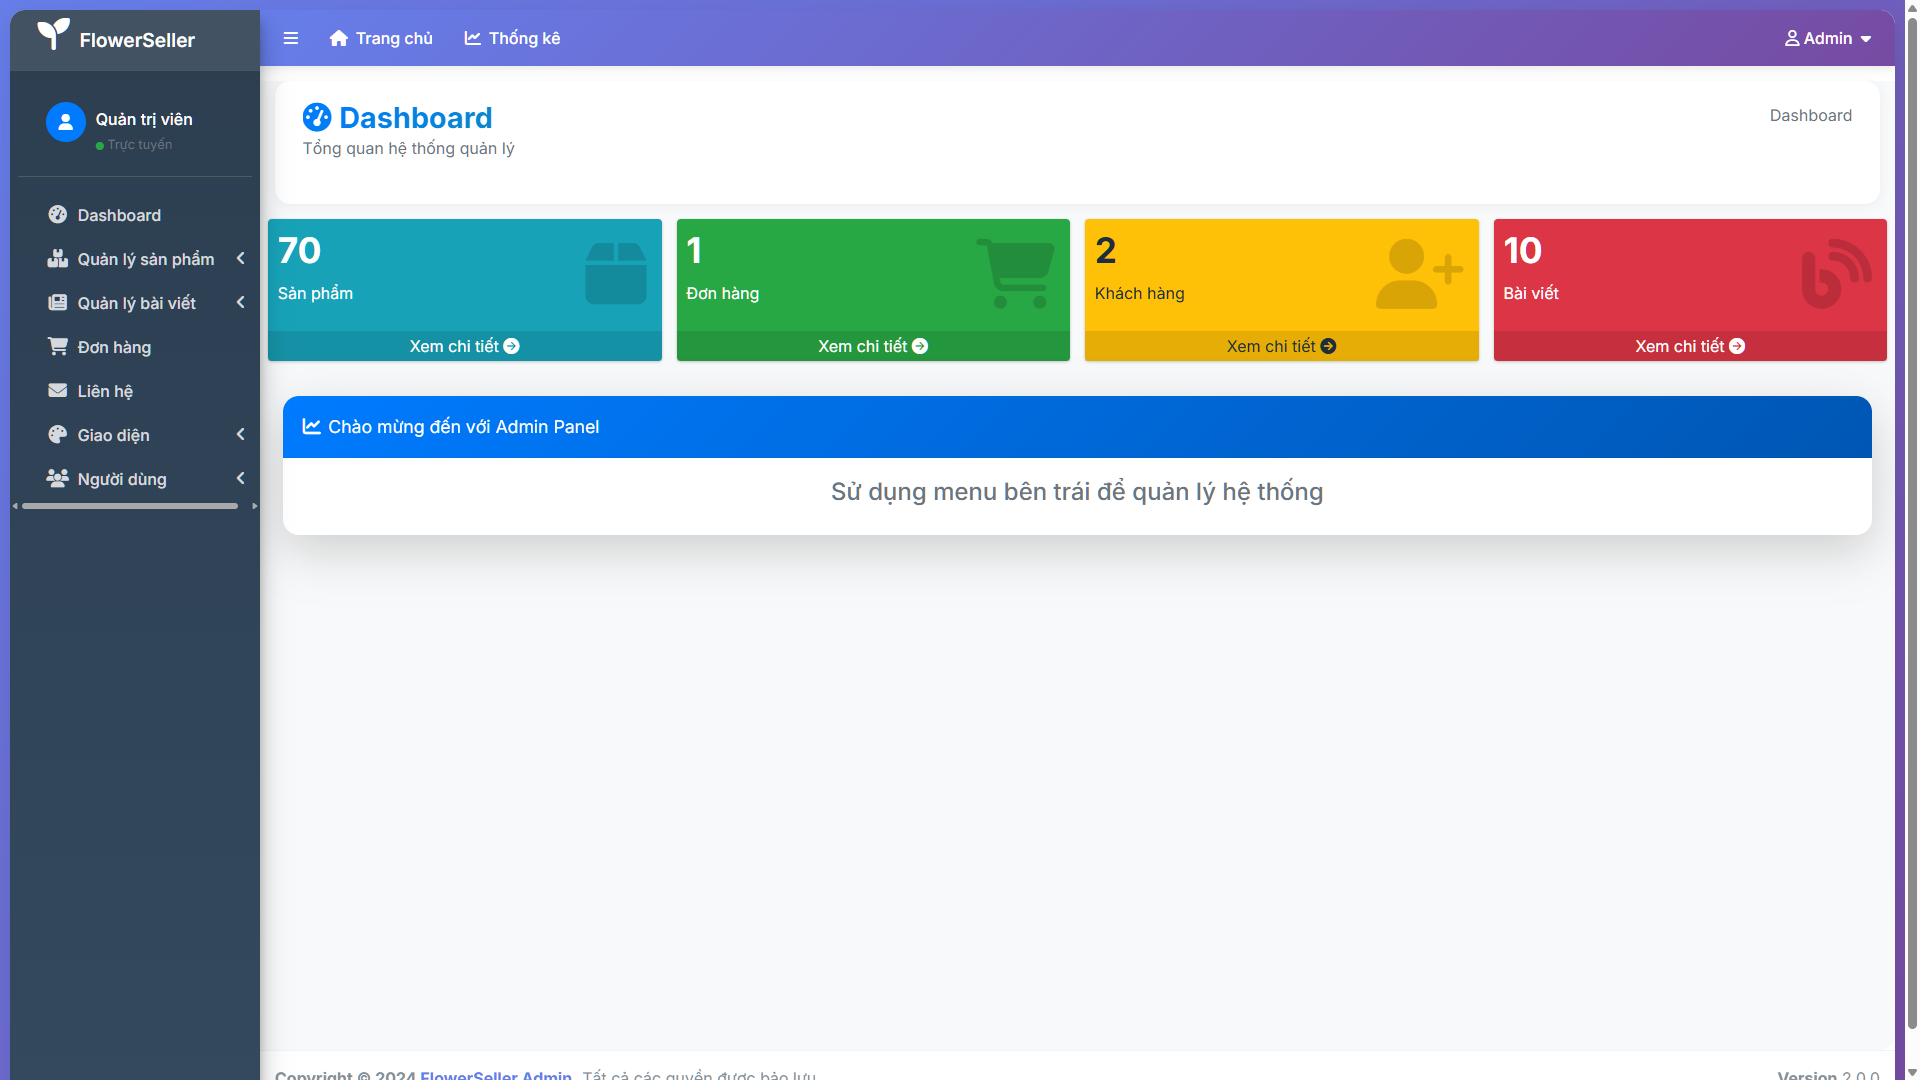 FlowerSeller
Trang chủ
Thống kê
Admin
Quản trị viên
Trực tuyến
Dashboard
Quản lý sản phẩm
Quản lý bài viết
Đơn hàng
Liên hệ
Giao diện
Người dùng
Dashboard
Tổng quan hệ thống quản lý
Dashboard
70
Sản phẩm
Xem chi tiết
1
Đơn hàng
Xem chi tiết
2
Khách hàng
Xem chi tiết
10
Bài viết
Xem chi tiết
Chào mừng đến với Admin Panel
Sử dụng menu bên trái để quản lý hệ thống
Copyright © 2024 FlowerSeller Admin. Tất cả các quyền được bảo lưu.
Version 2.0.0